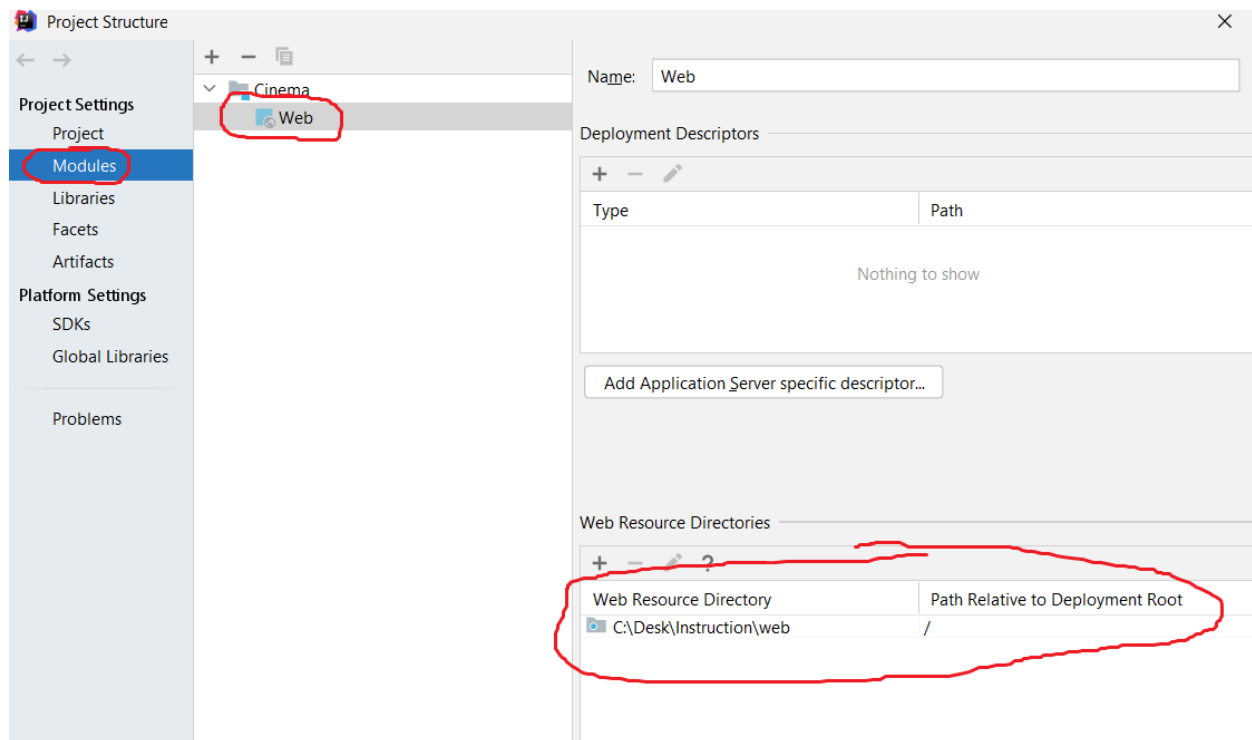 Project Structure
Project Settings
Project
Modules
Libraries
Facets
Artifacts
Platform Settings
SDKs
Global Libraries
Problems
Cinema
Web
Name: Web
Deployment Descriptors
Type Path
Nothing to show
Add Application Server specific descriptor...
Web Resource Directories
Web Resource Directory Path Relative to Deployment Root
C:\Desk\Instruction\web /